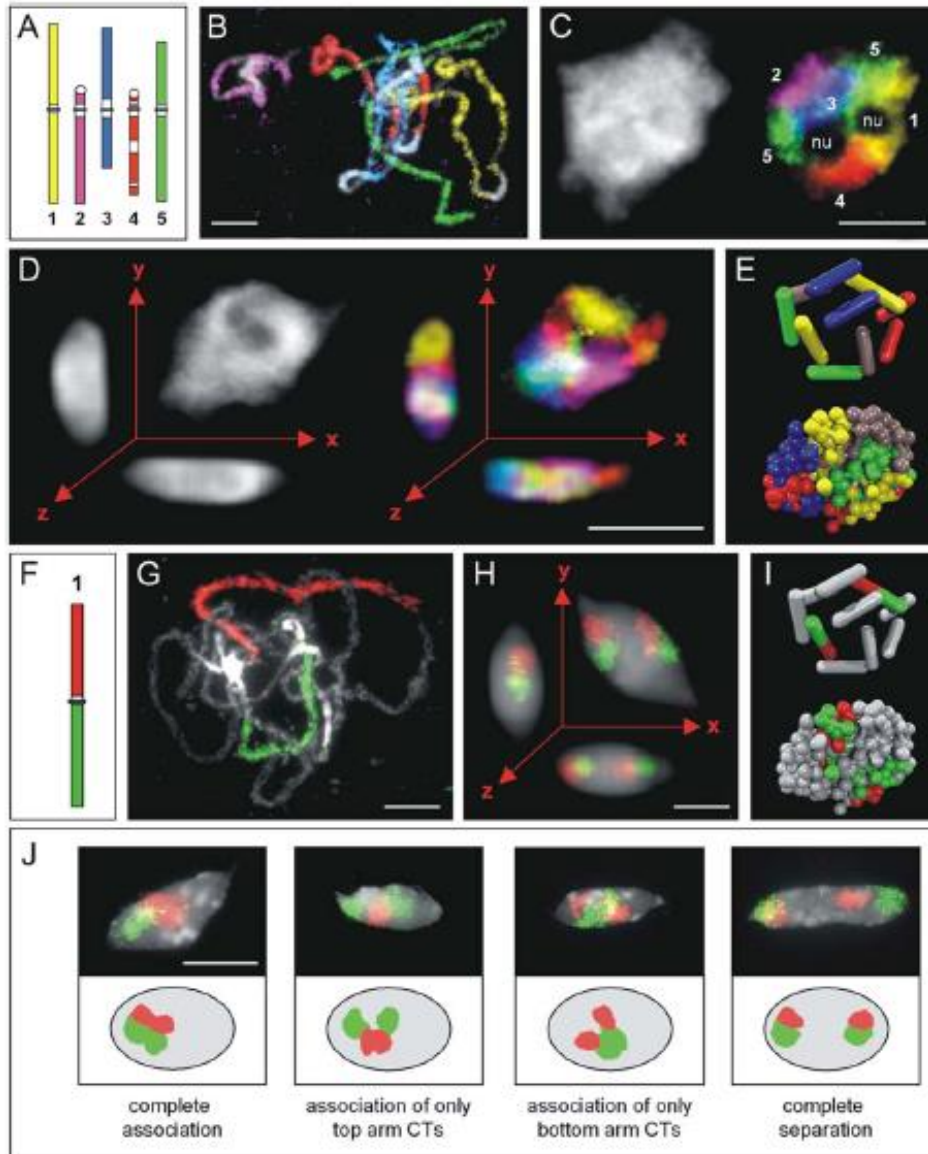 A
1 2 3 4 5
B
C
2
5
3
1
nu
nu
5
4
D
y
x
z
y
x
z
E
F
1
G
H
y
x
z
I
J
complete
association
association of only
top arm CTs
association of only
bottom arm CTs
complete
separation